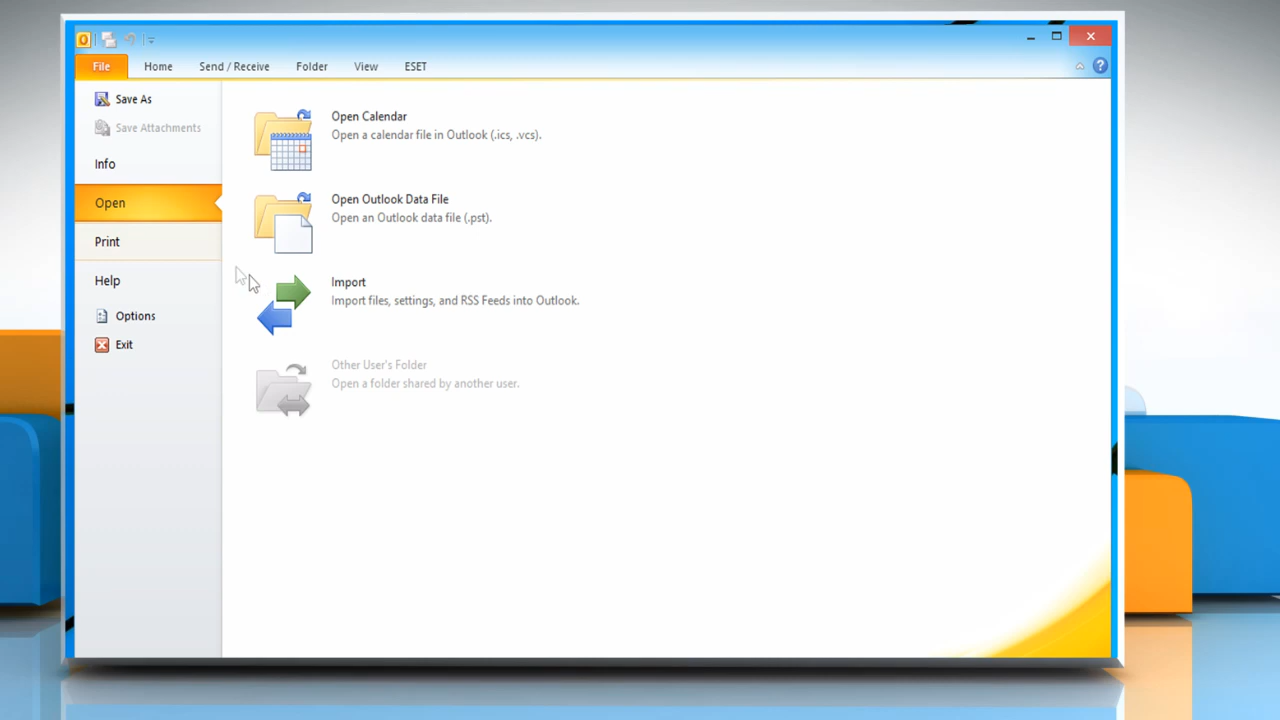 File Home Send / Receive Folder View ESET
Save As
Save Attachments
Info
Open
Print
Help
Options
Exit
Open Calendar
Open a calendar file in Outlook (.ics, .vcs).
Open Outlook Data File
Open an Outlook data file (.pst).
Import
Import files, settings, and RSS Feeds into Outlook.
Other User's Folder
Open a folder shared by another user.